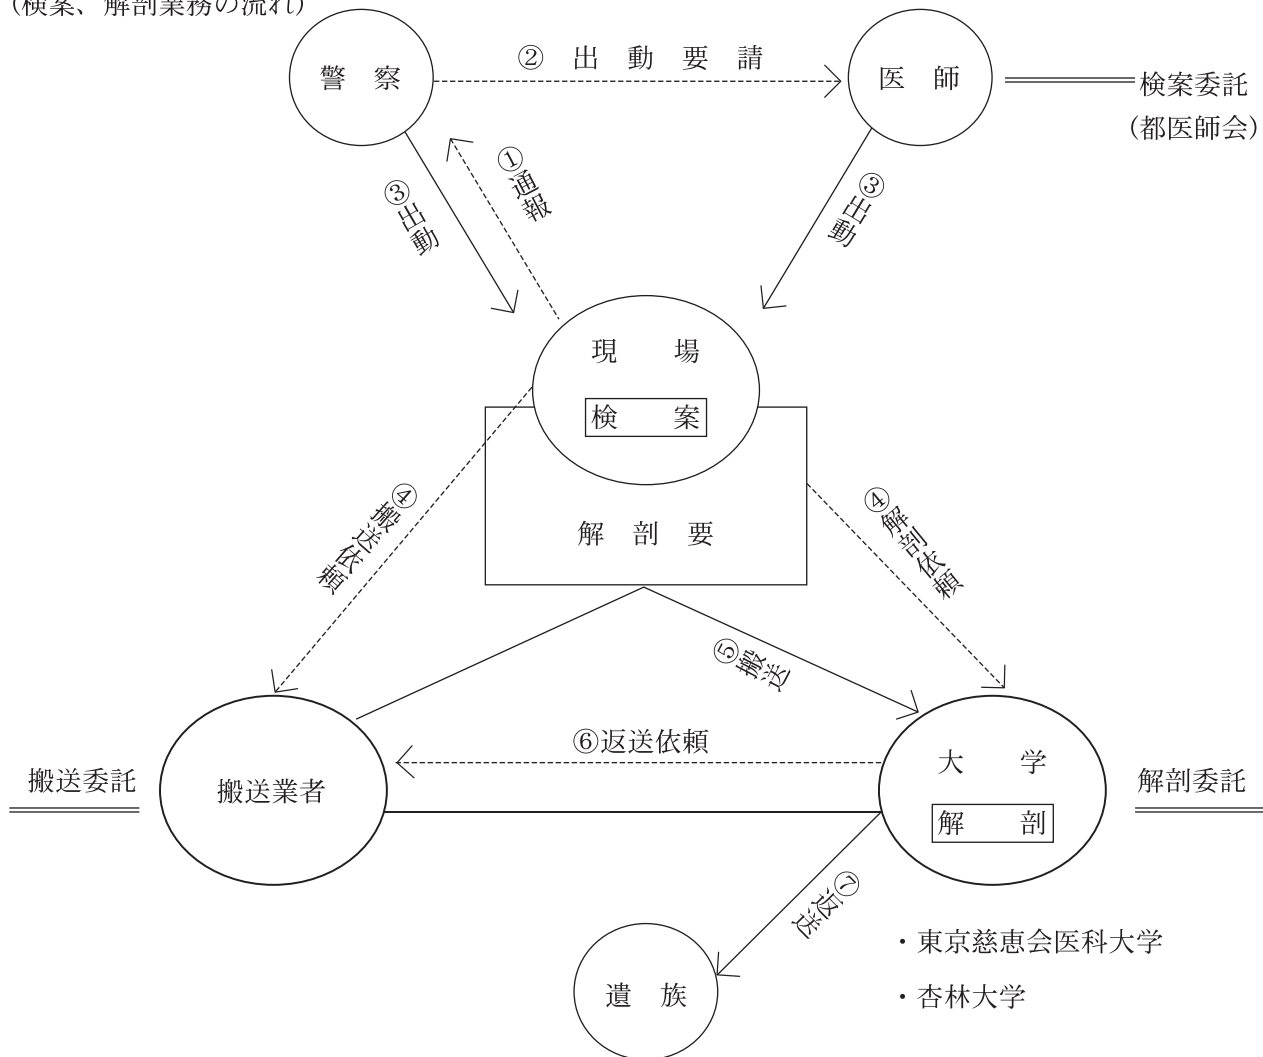 （検案、解剖業務の流れ）
警　察
②　出　動　要　請
医　師
検案委託
（都医師会）
①通報
③出動
③出動
現　　場
検　　案
解　剖　要
④搬送依頼
④解剖依頼
⑤搬送
⑥返送依頼
搬送委託
搬送業者
大　　学
解　　剖
解剖委託
⑦返送
遺　族
・東京慈恵会医科大学
・杏林大学